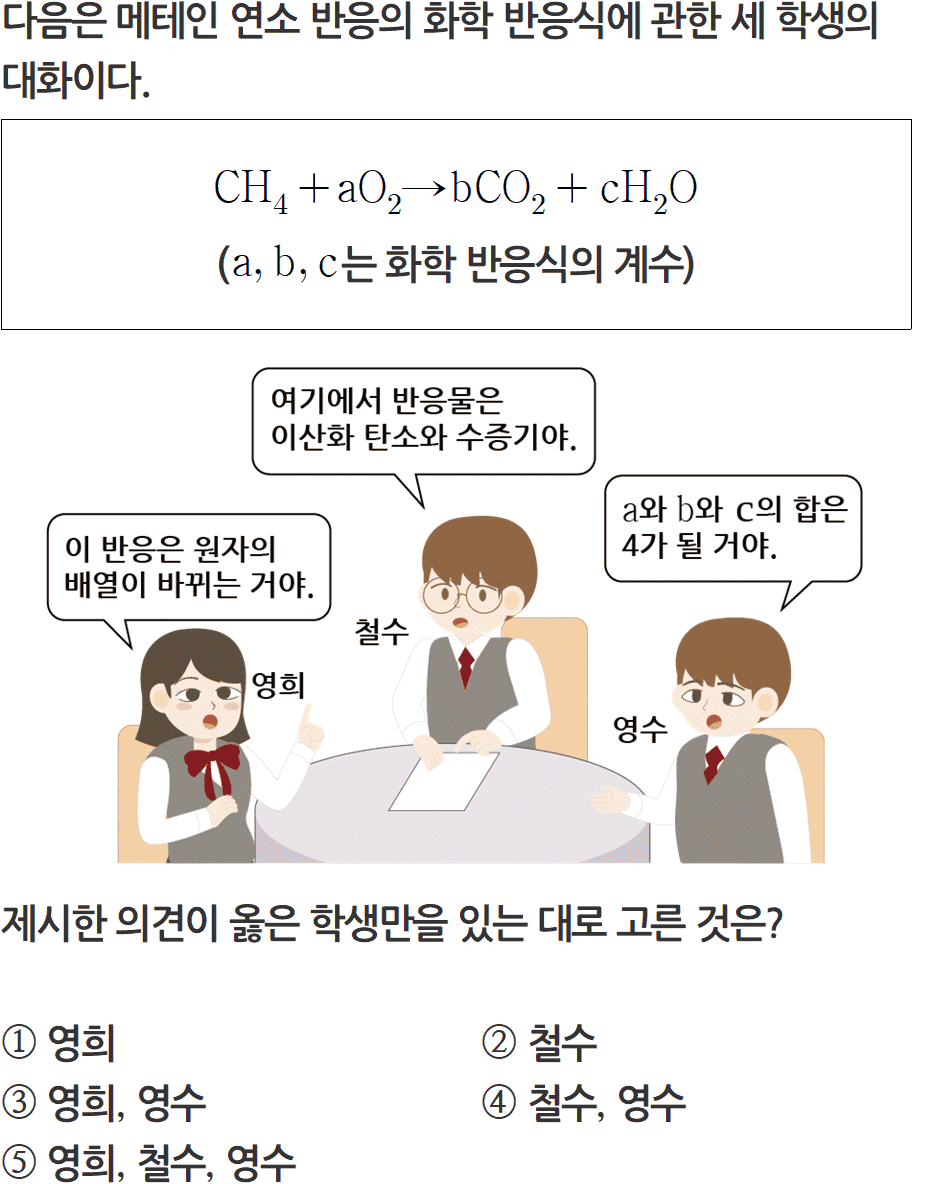 다음은 메테인 연소 반응의 화학 반응식에 관한 세 학생의
대화이다.
CH₄ + aO₂ → bCO₂ + cH₂O
(a, b, c는 화학 반응식의 계수)
여기에서 반응물은
이산화 탄소와 수증기야.
a와 b와 c의 합은
4가 될 거야.
이 반응은 원자의
배열이 바뀌는 거야.
철수
영희
영수
제시한 의견이 옳은 학생만을 있는 대로 고른 것은?
① 영희 ② 철수
③ 영희, 영수 ④ 철수, 영수
⑤ 영희, 철수, 영수